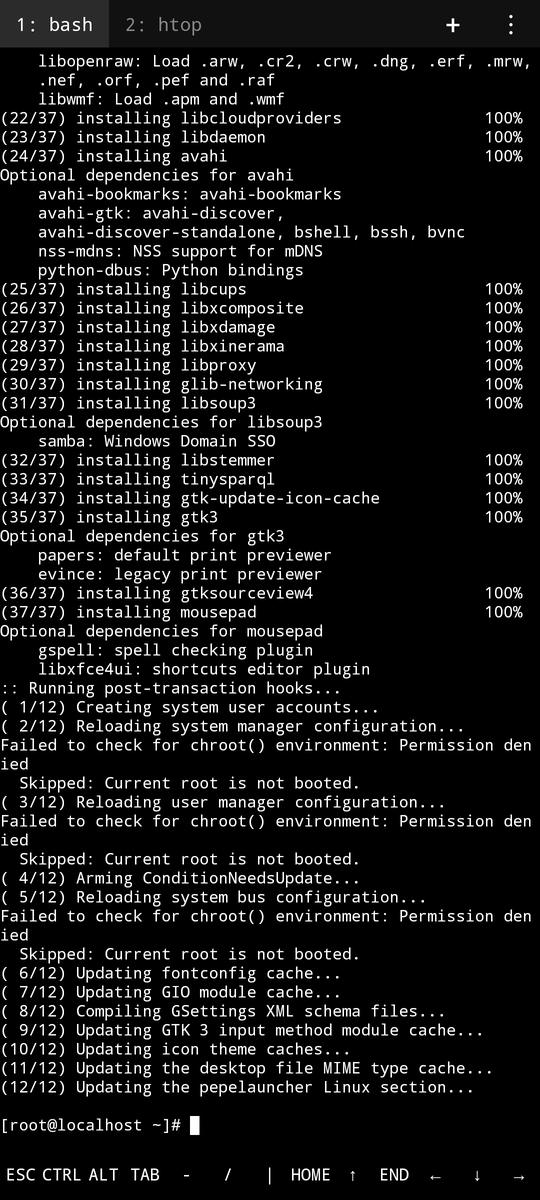 1: bash 2: htop + ⋮
libopenraw: Load .arw, .cr2, .crw, .dng, .erf, .mrw,
.nef, .orf, .pef and .raf
libwmf: Load .apm and .wmf
(22/37) installing libcloudproviders 100%
(23/37) installing libdaemon 100%
(24/37) installing avahi 100%
Optional dependencies for avahi
avahi-bookmarks: avahi-bookmarks
avahi-gtk: avahi-discover,
avahi-discover-standalone, bshell, bssh, bvnc
nss-mdns: NSS support for mDNS
python-dbus: Python bindings
(25/37) installing libcups 100%
(26/37) installing libxcomposite 100%
(27/37) installing libxdamage 100%
(28/37) installing libxinerama 100%
(29/37) installing libproxy 100%
(30/37) installing glib-networking 100%
(31/37) installing libsoup3 100%
Optional dependencies for libsoup3
samba: Windows Domain SSO
(32/37) installing libstemmer 100%
(33/37) installing tinysparql 100%
(34/37) installing gtk-update-icon-cache 100%
(35/37) installing gtk3 100%
Optional dependencies for gtk3
papers: default print previewer
evince: legacy print previewer
(36/37) installing gtksourceview4 100%
(37/37) installing mousepad 100%
Optional dependencies for mousepad
gspell: spell checking plugin
libxfce4ui: shortcuts editor plugin
:: Running post-transaction hooks...
( 1/12) Creating system user accounts...
( 2/12) Reloading system manager configuration...
Failed to check for chroot() environment: Permission den
ied
Skipped: Current root is not booted.
( 3/12) Reloading user manager configuration...
Failed to check for chroot() environment: Permission den
ied
Skipped: Current root is not booted.
( 4/12) Arming ConditionNeedsUpdate...
( 5/12) Reloading system bus configuration...
Failed to check for chroot() environment: Permission den
ied
Skipped: Current root is not booted.
( 6/12) Updating fontconfig cache...
( 7/12) Updating GIO module cache...
( 8/12) Compiling GSettings XML schema files...
( 9/12) Updating GTK 3 input method module cache...
(10/12) Updating icon theme caches...
(11/12) Updating the desktop file MIME type cache...
(12/12) Updating the pepelauncher Linux section...
[root@localhost ~]#
ESC CTRL ALT TAB - / | HOME ↑ END ← ↓ →